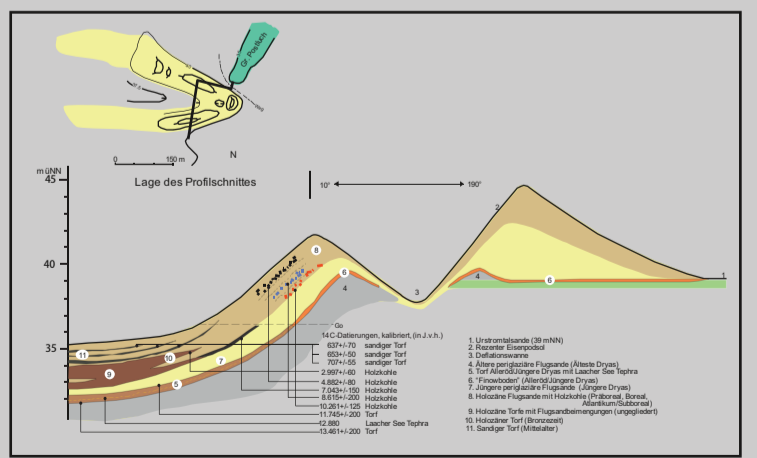 Gr. Postluch
0
150 m
N
Lage des Profilschnittes
m üNN
10°
190°
45
40
35
2
8
6
4
3
4
6
1
Go
11
10
9
7
5
14C-Datierungen, kalibriert, (in J.v.h.)
637+/-70 sandiger Torf
653+/-50 sandiger Torf
707+/-55 sandiger Torf
2.997+/-60 Holzkohle
4.882+/-80 Holzkohle
7.043+/-150 Holzkohle
8.615+/-200 Holzkohle
10.261+/-125 Holzkohle
11.745+/-200 Torf
12.880 Laacher See Tephra
13.461+/-200 Torf
1. Urstromtalsande (39 mNN)
2. Rezenter Eisenpodsol
3. Deflationswanne
4. Ältere periglaziäre Flugsande (Älteste Dryas)
5. Torf Alleröd/Jüngere Dryas mit Laacher See Tephra
6. "Finowboden" (Alleröd/Jüngere Dryas)
7. Jüngere periglaziäre Flugsande (Jüngere Dryas)
8. Holozäne Flugsande mit Holzkohle (Präboreal, Boreal,
Atlantikum/Subboreal)
9. Holozäne Torfe mit Flugsandbeimengungen (ungegliedert)
10. Holozäner Torf (Bronzezeit)
11. Sandiger Torf (Mittelalter)